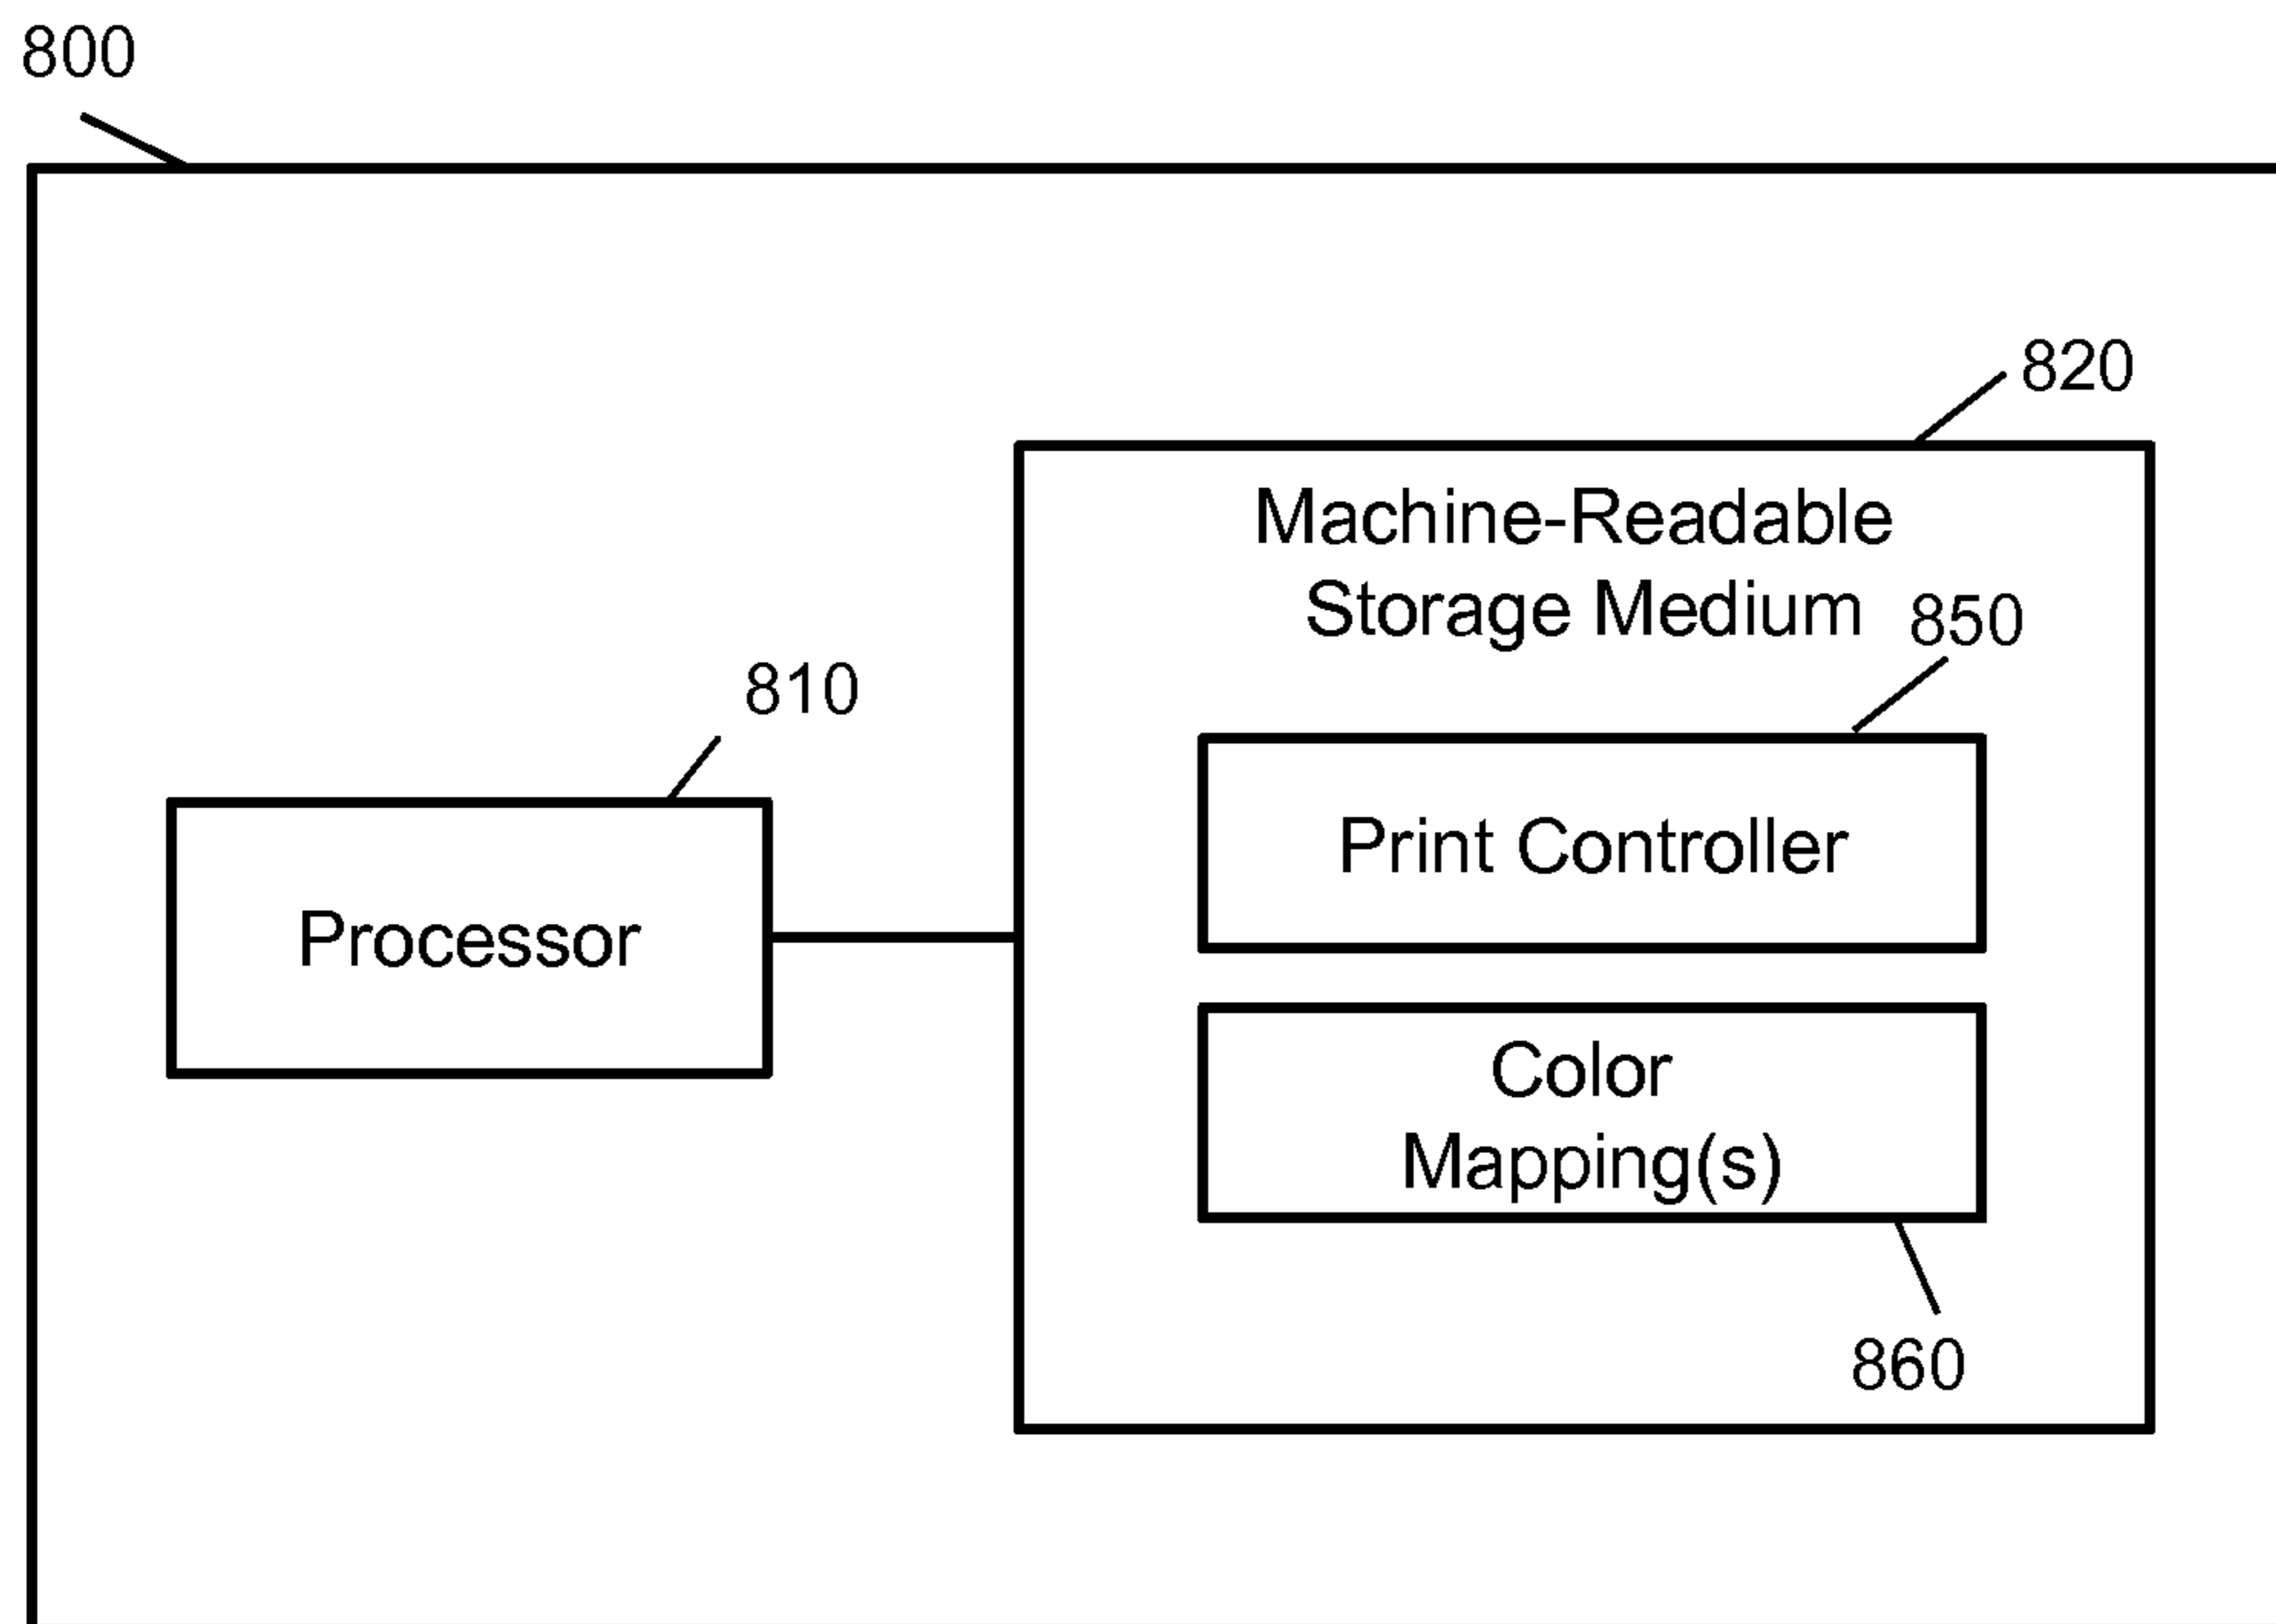 800
820
Machine-Readable
Storage Medium
850
810
Print Controller
Processor
Color
Mapping(s)
860